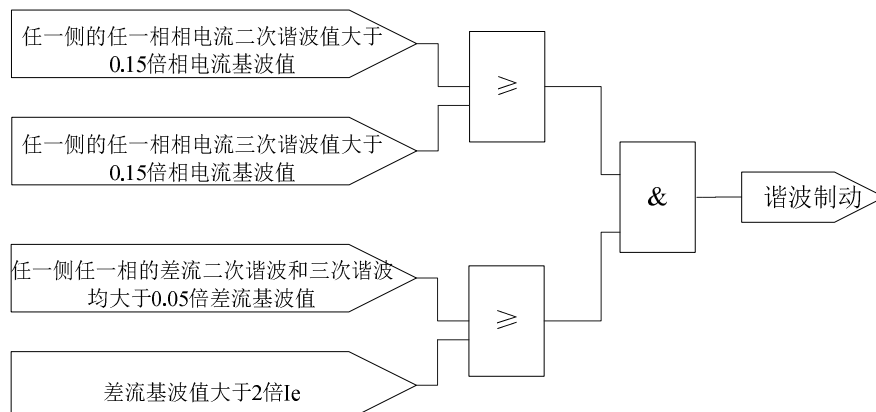 任一侧的任一相相电流二次谐波值大于
0.15倍相电流基波值
≥
任一侧的任一相相电流三次谐波值大于
0.15倍相电流基波值
&
谐波制动
任一侧任一相的差流二次谐波和三次谐波
均大于0.05倍差流基波值
≥
差流基波值大于2倍Ie